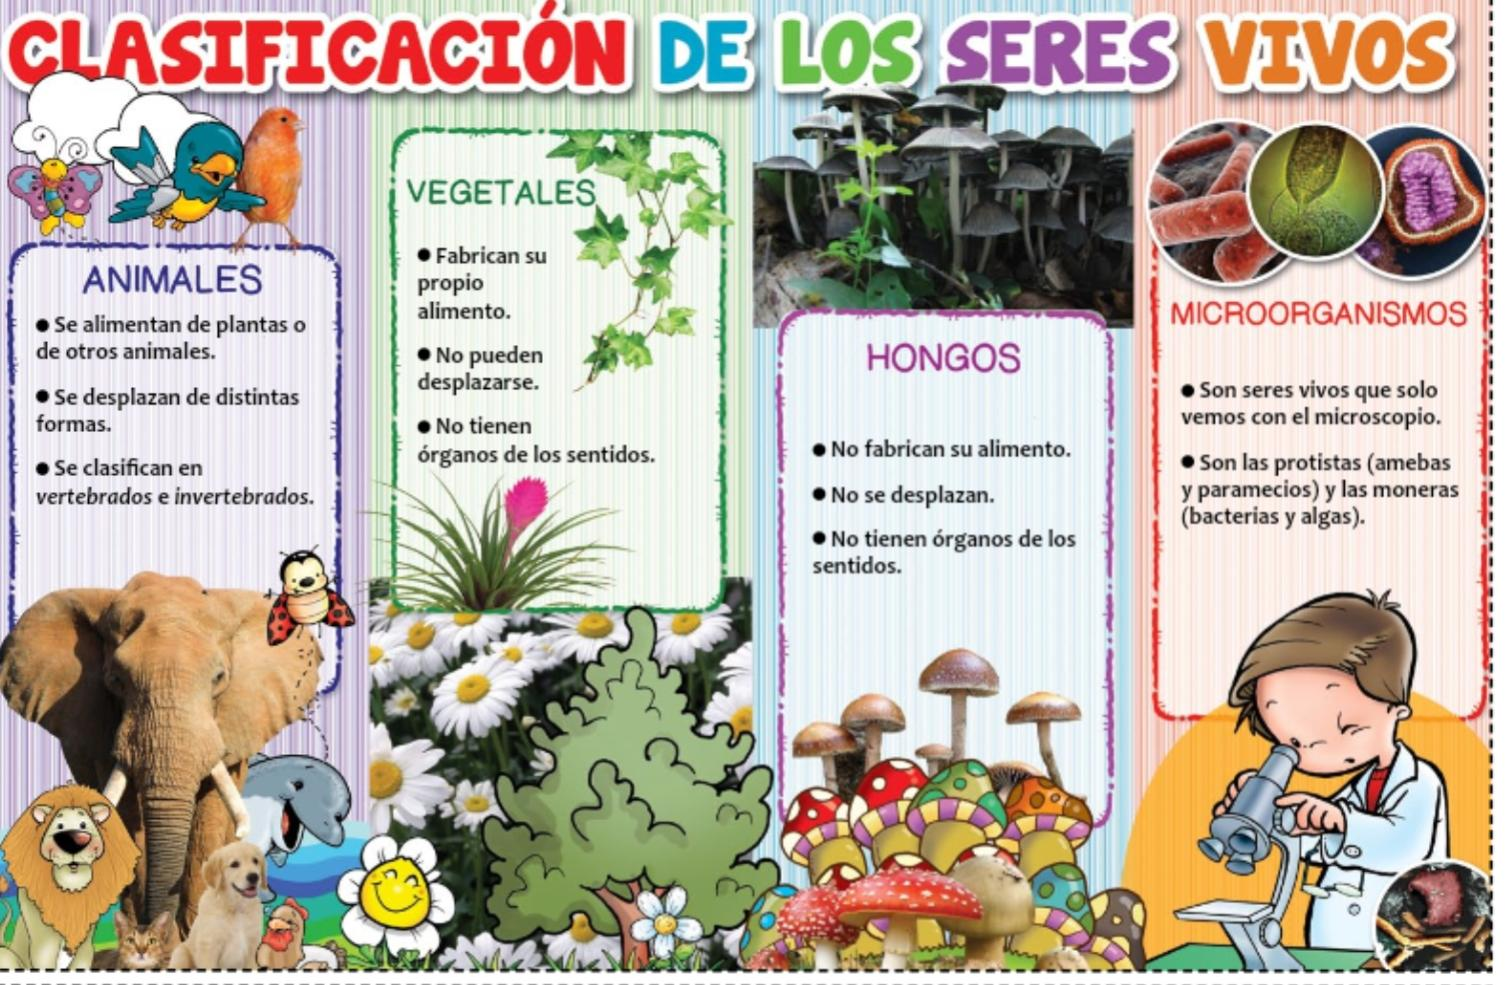 CLASIFICACIÓN DE LOS SERES VIVOS
ANIMALES
● Se alimentan de plantas o
de otros animales.
● Se desplazan de distintas
formas.
● Se clasifican en
vertebrados e invertebrados.
VEGETALES
● Fabrican su
propio
alimento.
● No pueden
desplazarse.
● No tienen
órganos de los sentidos.
HONGOS
● No fabrican su alimento.
● No se desplazan.
● No tienen órganos de los
sentidos.
MICROORGANISMOS
● Son seres vivos que solo
vemos con el microscopio.
● Son las protistas (amebas
y paramecios) y las moneras
(bacterias y algas).